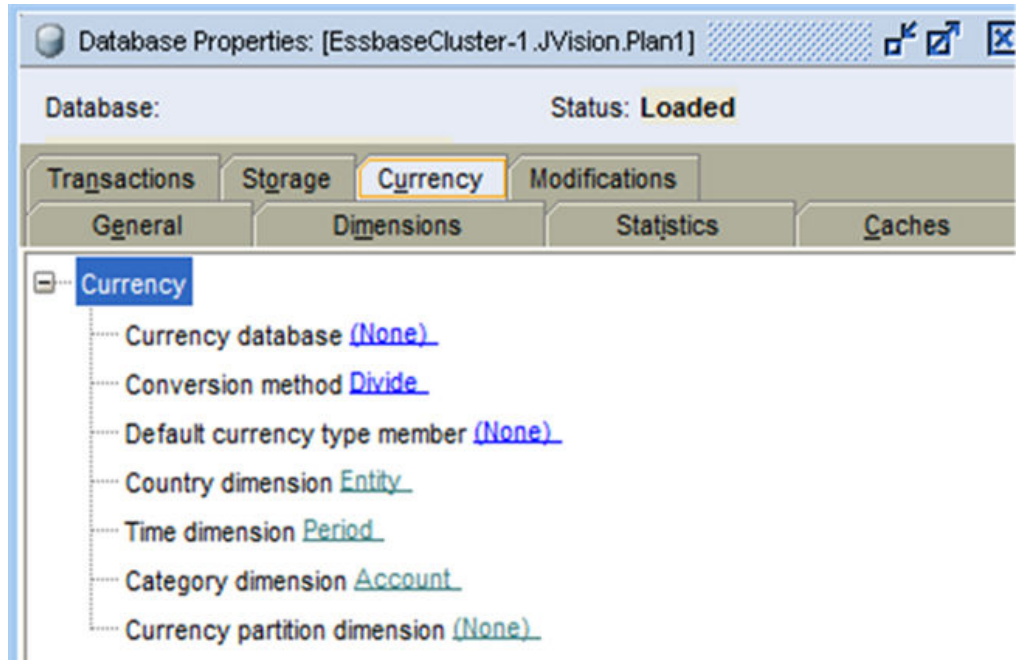 Database Properties: [EssbaseCluster-1.JVision.Plan1]
Database: Status: Loaded
Transactions Storage Currency Modifications
General Dimensions Statistics Caches
Currency
Currency database (None)
Conversion method Divide
Default currency type member (None)
Country dimension Entity
Time dimension Period
Category dimension Account
Currency partition dimension (None)